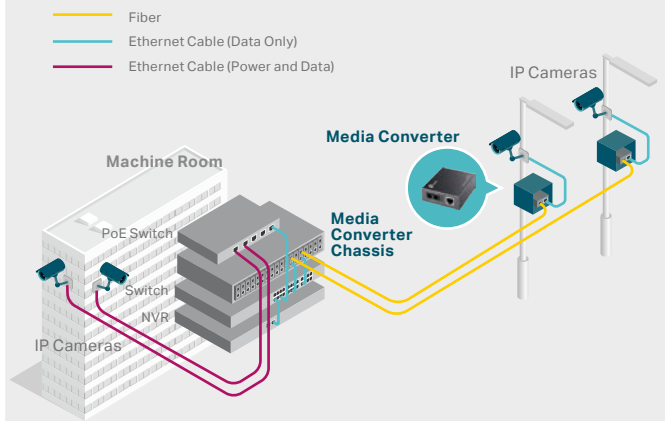 Fiber
Ethernet Cable (Data Only)
Ethernet Cable (Power and Data)
IP Cameras
Media Converter
Machine Room
PoE Switch
Media
Converter
Chassis
Switch
NVR
IP Cameras